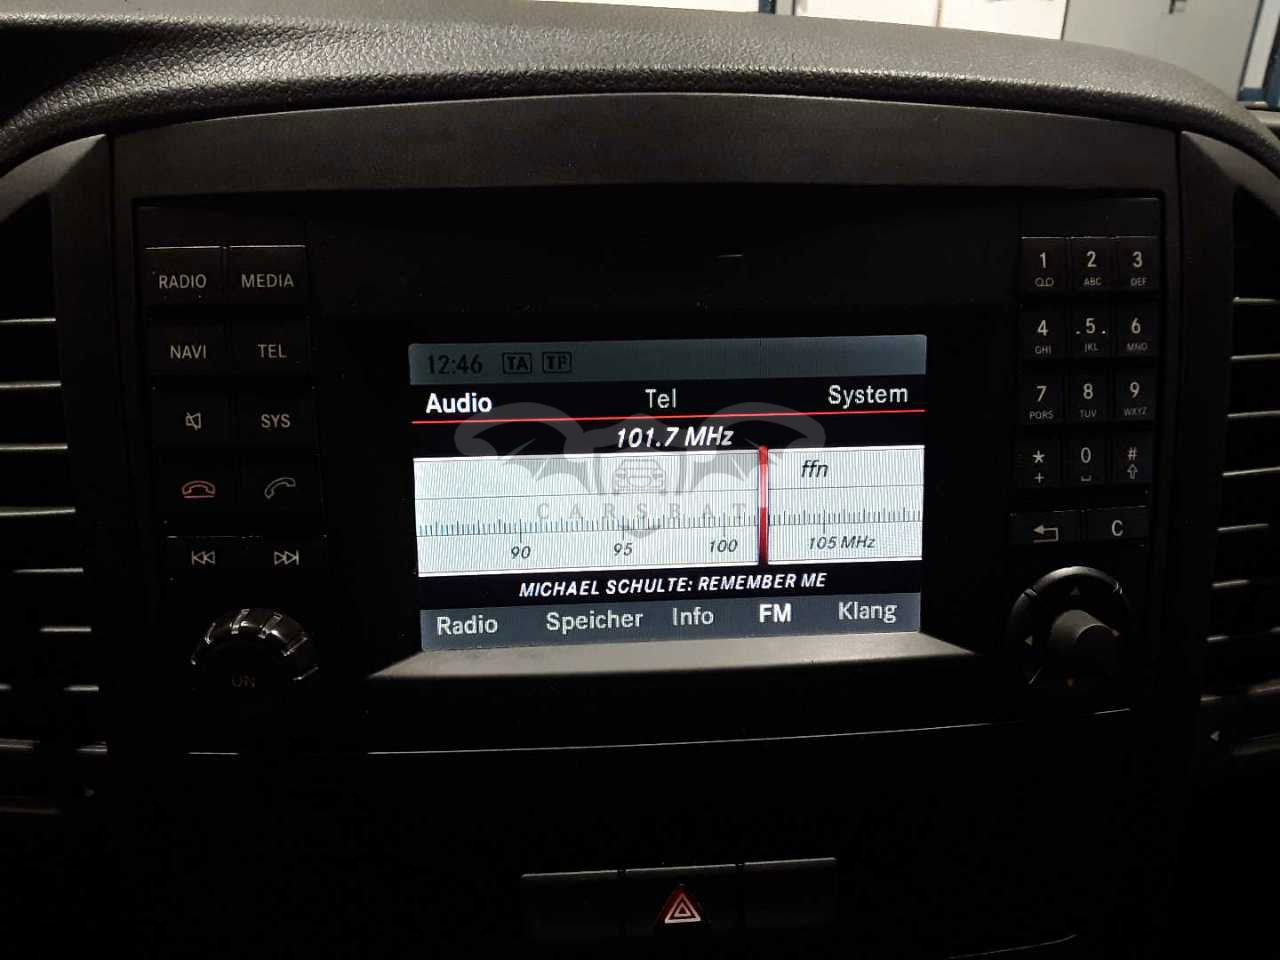 RADIO MEDIA
NAVI TEL
SYS
ON
12:46 TA TP
Audio Tel System
101.7 MHz
ffn
90 95 100 105 MHz
CARSBAT
MICHAEL SCHULTE: REMEMBER ME
Radio Speicher Info FM Klang
1 2 3
ABC DEF
4 .5. 6
GHI JKL MNO
7 8 9
PQRS TUV WXYZ
* 0 #
+
C